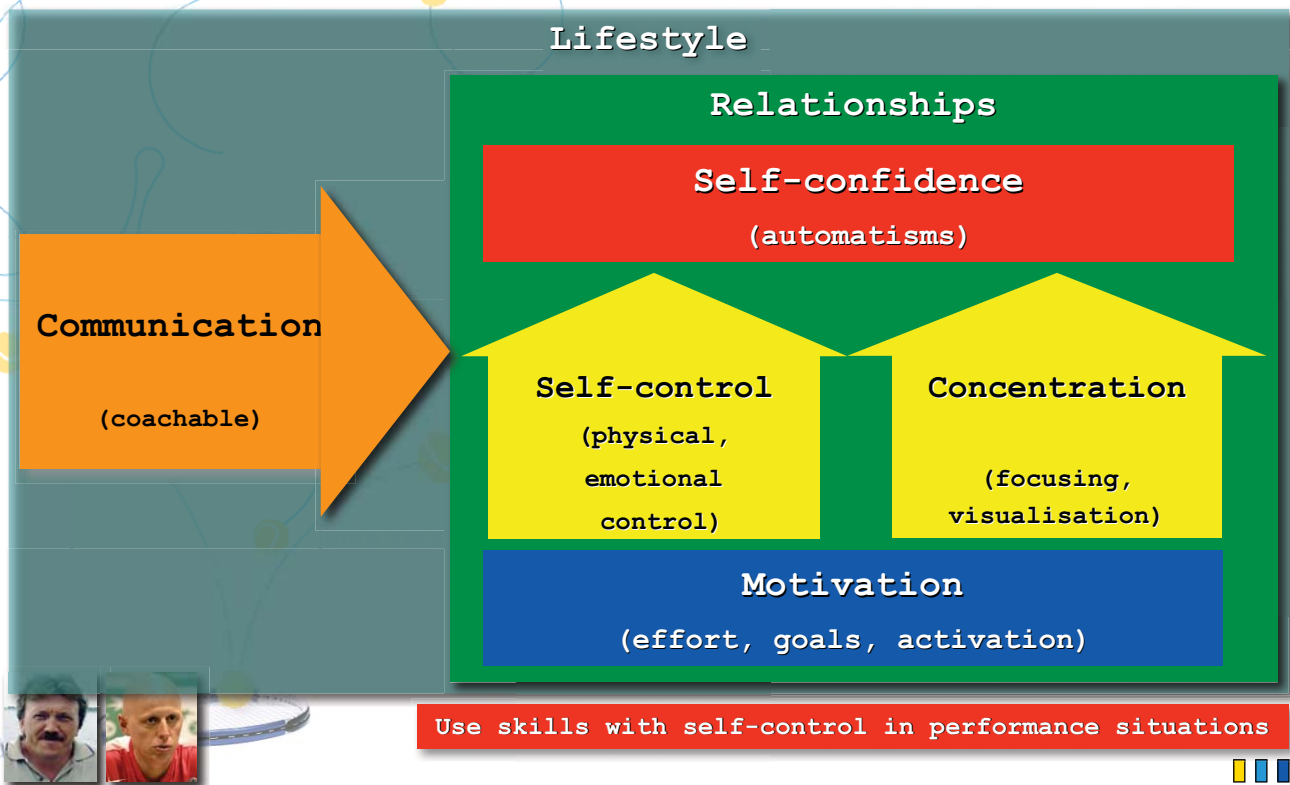 Lifestyle
Relationships
Self-confidence
(automatisms)
Communication
(coachable)
Self-control
(physical,
emotional
control)
Concentration
(focusing,
visualisation)
Motivation
(effort, goals, activation)
Use skills with self-control in performance situations